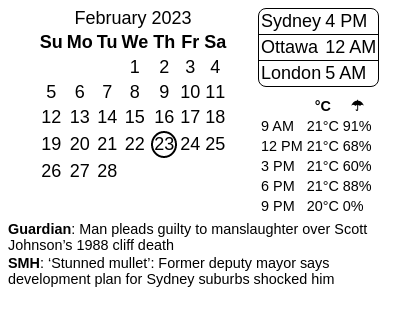 February 2023
Su Mo Tu We Th Fr Sa
1 2 3 4
5 6 7 8 9 10 11
12 13 14 15 16 17 18
19 20 21 22 23 24 25
26 27 28
Sydney 4 PM
Ottawa 12 AM
London 5 AM
°C ☂
9 AM 21°C 91%
12 PM 21°C 68%
3 PM 21°C 60%
6 PM 21°C 88%
9 PM 20°C 0%
Guardian: Man pleads guilty to manslaughter over Scott
Johnson’s 1988 cliff death
SMH: ‘Stunned mullet’: Former deputy mayor says
development plan for Sydney suburbs shocked him